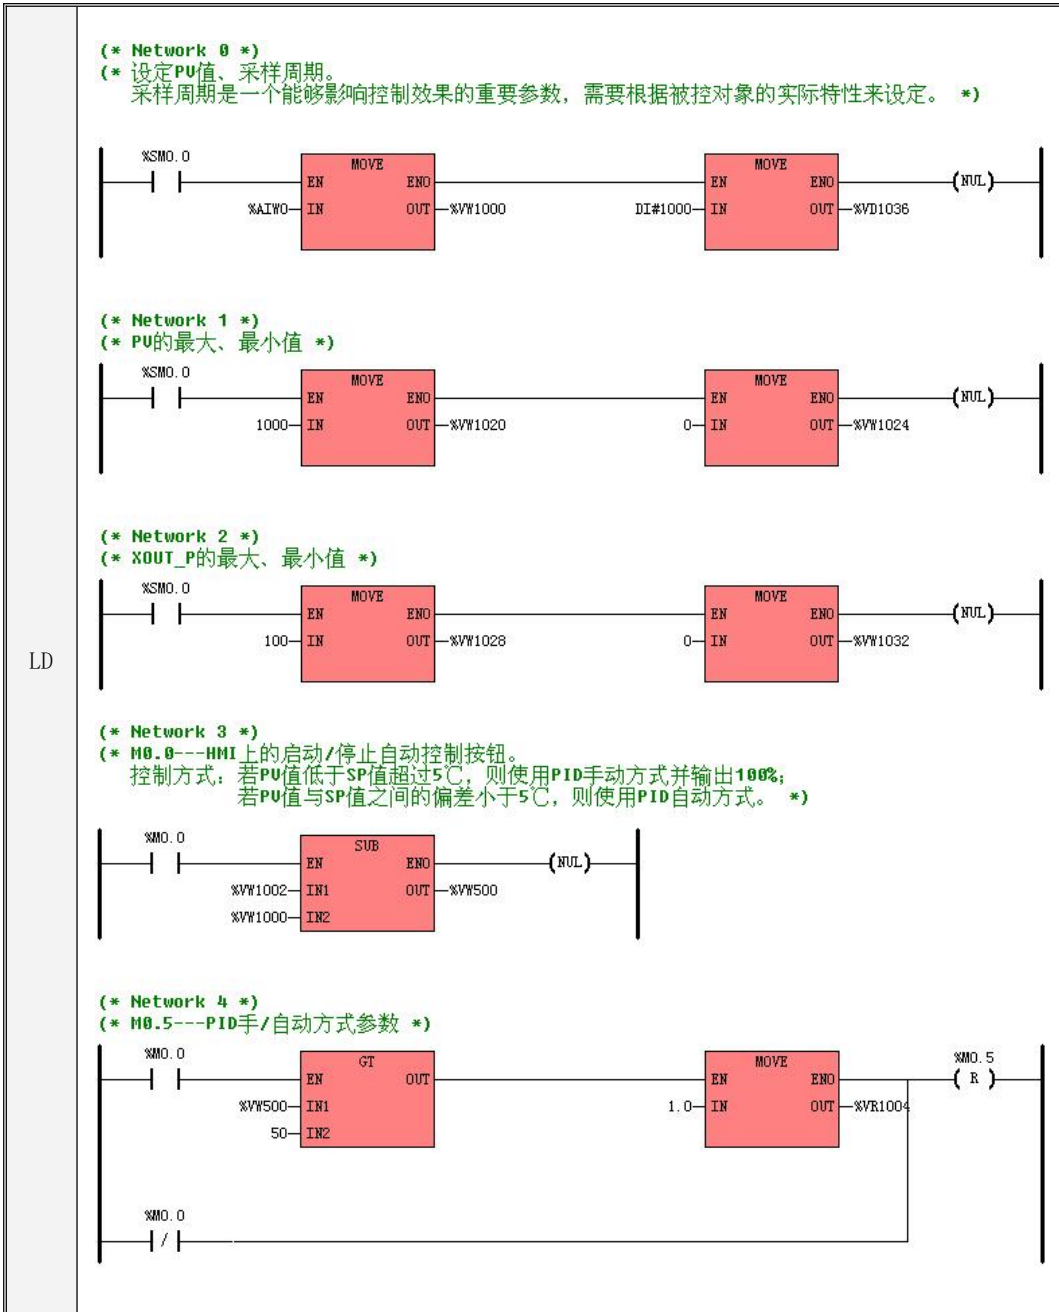 (* Network 0 *)
(* 设定PV值、采样周期。
采样周期是一个能够影响控制效果的重要参数，需要根据被控对象的实际特性来设定。 *)
%SM0.0
MOVE
MOVE
EN ENO
EN ENO
(NUL)
%AIW0 IN OUT %VW1000
DI#1000 IN OUT %VD1036
(* Network 1 *)
(* PV的最大、最小值 *)
%SM0.0
MOVE
MOVE
EN ENO
EN ENO
(NUL)
1000 IN OUT %VW1020
0 IN OUT %VW1024
(* Network 2 *)
(* XOUT_P的最大、最小值 *)
%SM0.0
MOVE
MOVE
EN ENO
EN ENO
(NUL)
100 IN OUT %VW1028
0 IN OUT %VW1032
LD
(* Network 3 *)
(* M0.0---HMI上的启动/停止自动控制按钮。
控制方式：若PV值低于SP值超过5℃，则使用PID手动方式并输出100%;
若PV值与SP值之间的偏差小于5℃，则使用PID自动方式。 *)
%M0.0
SUB
EN ENO
(NUL)
%VW1002 IN1 OUT %VW500
%VW1000 IN2
(* Network 4 *)
(* M0.5---PID手/自动方式参数 *)
%M0.0
GT
MOVE
%M0.5
EN OUT
EN ENO
( R )
%VW500 IN1
1.0 IN OUT %VR1004
50 IN2
%M0.0
/